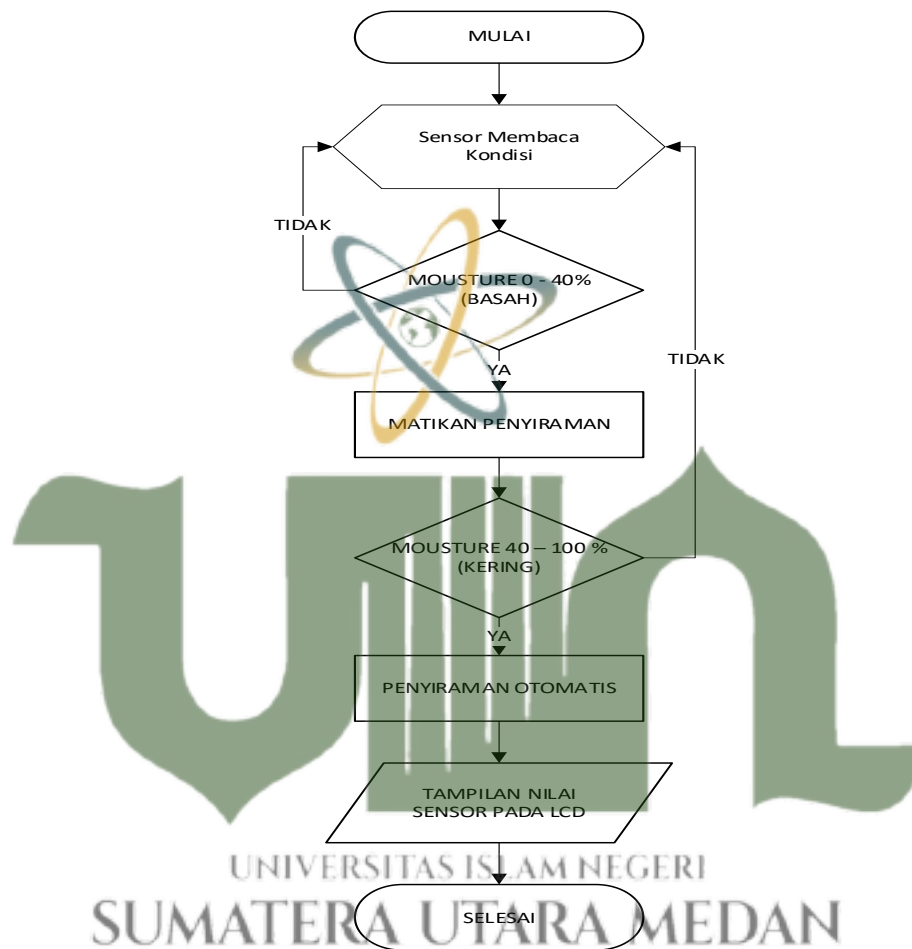 MULAI
Sensor Membaca
Kondisi
TIDAK
MOUSTURE 0 - 40%
(BASAH)
TIDAK
YA
MATIKAN PENYIRAMAN
MOUSTURE 40 – 100 %
(KERING)
YA
PENYIRAMAN OTOMATIS
TAMPILAN NILAI
SENSOR PADA LCD
UNIVERSITAS ISLAM NEGERI
SELESAI
SUMATERA UTARA MEDAN